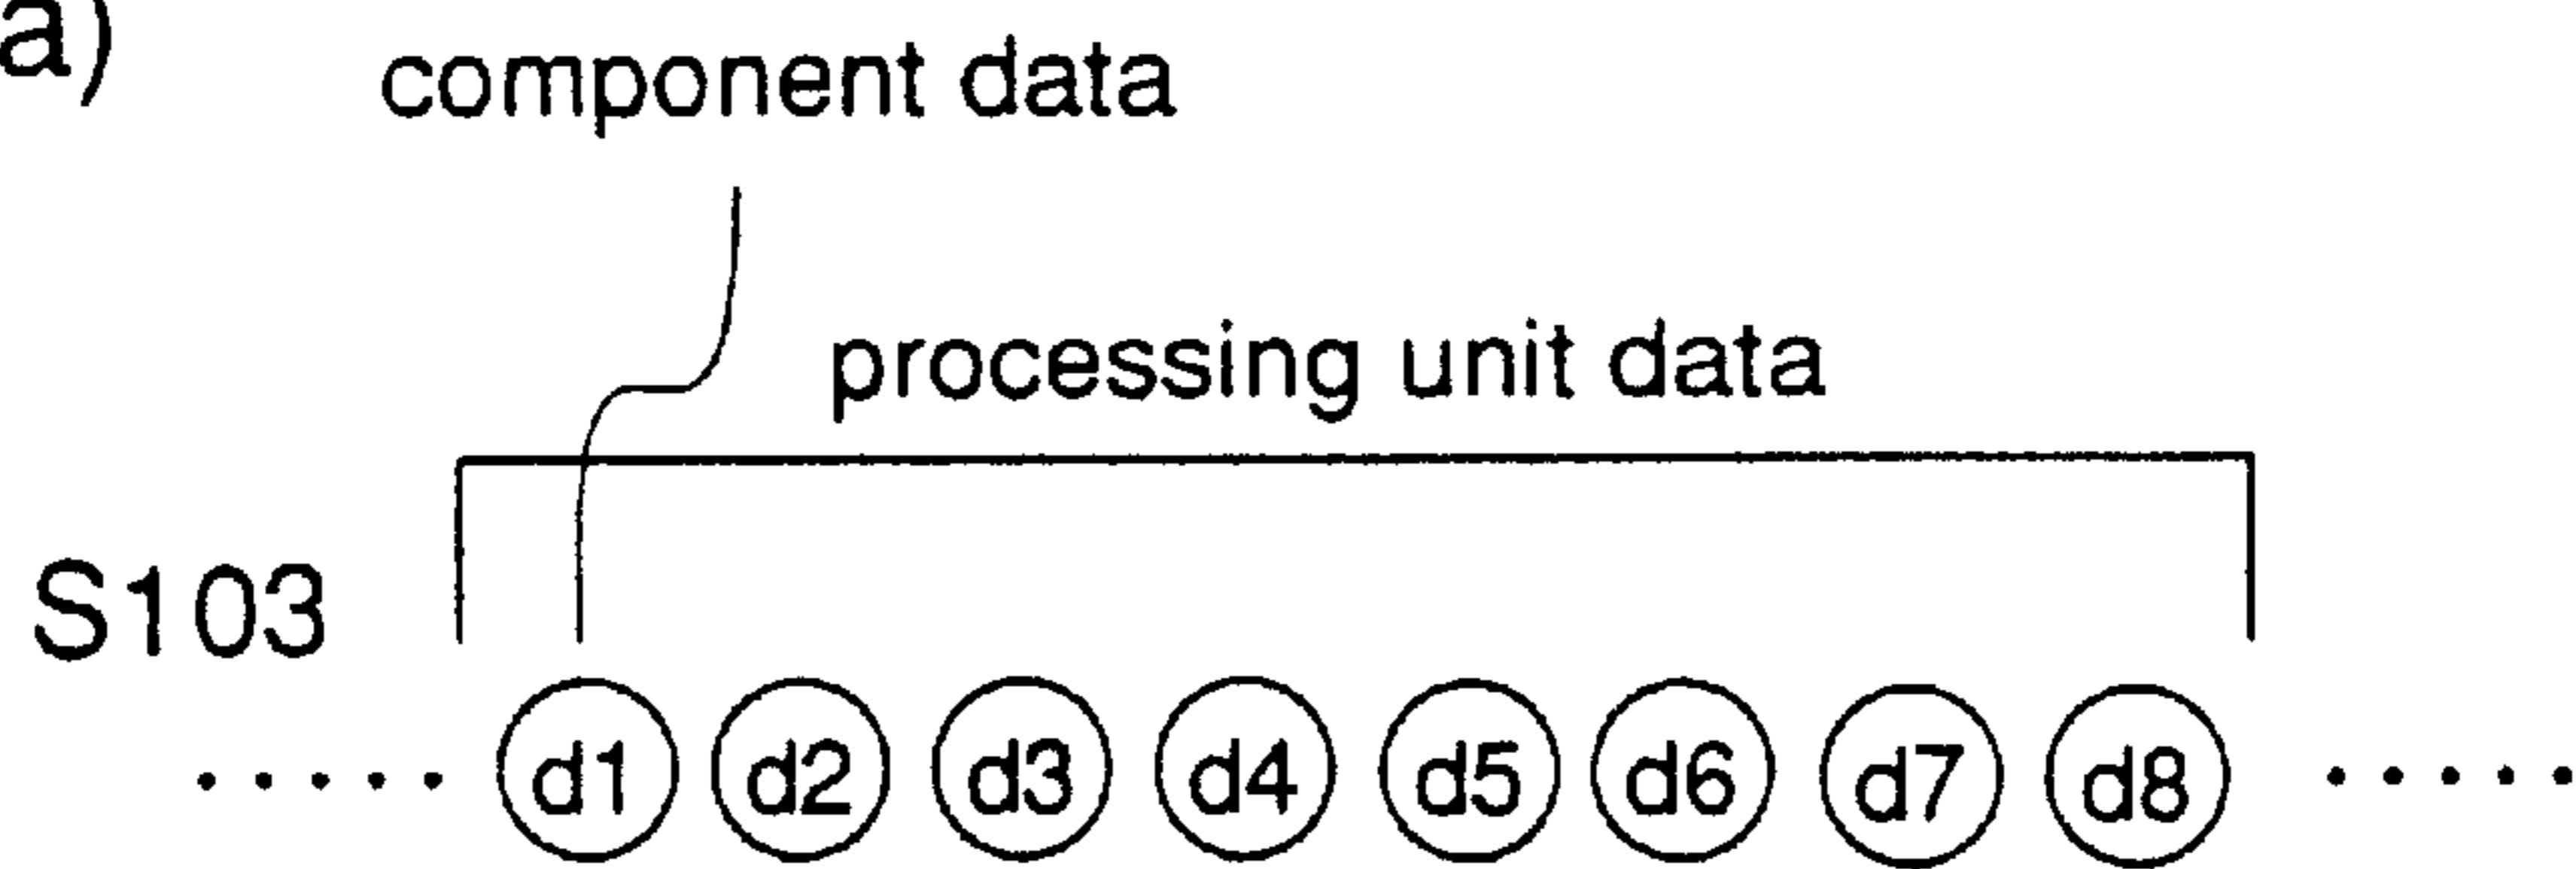 a)
component data
processing unit data
S103
..... d1 d2 d3 d4 d5 d6 d7 d8 .....